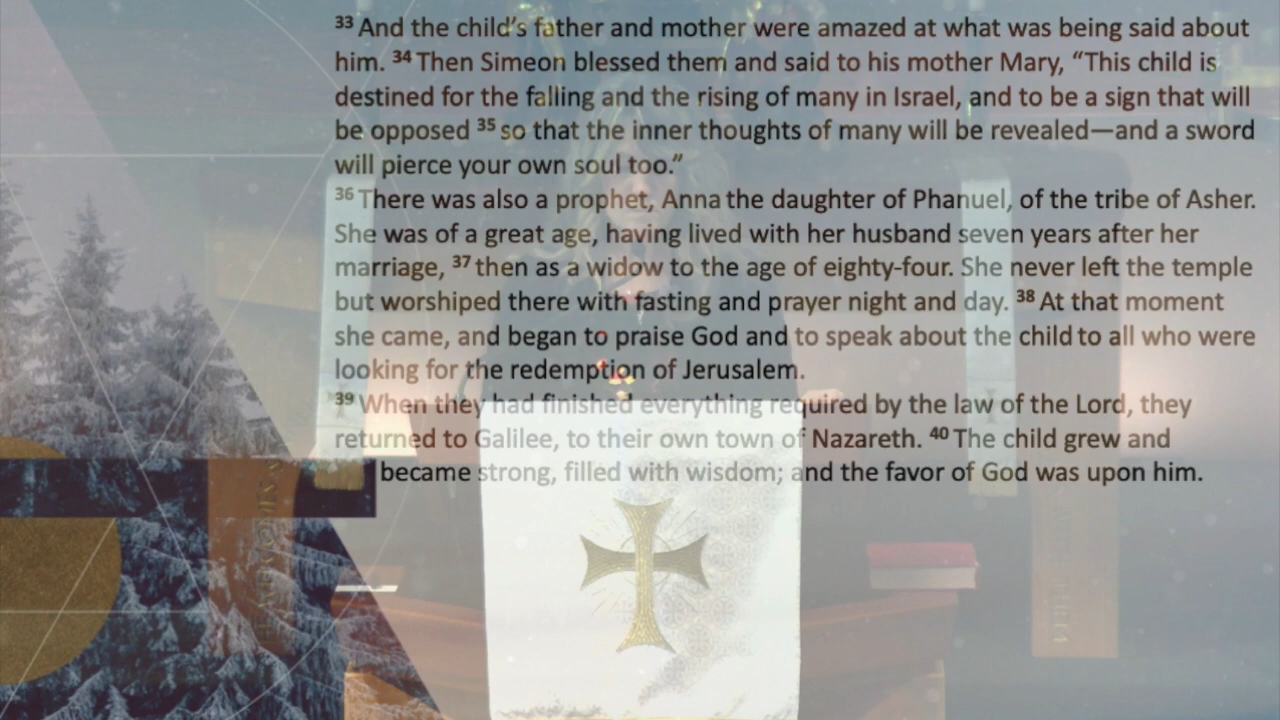 33 And the child’s father and mother were amazed at what was being said about
him. 34 Then Simeon blessed them and said to his mother Mary, “This child is
destined for the falling and the rising of many in Israel, and to be a sign that will
be opposed 35 so that the inner thoughts of many will be revealed—and a sword
will pierce your own soul too.”
36 There was also a prophet, Anna the daughter of Phanuel, of the tribe of Asher.
She was of a great age, having lived with her husband seven years after her
marriage, 37 then as a widow to the age of eighty-four. She never left the temple
but worshiped there with fasting and prayer night and day. 38 At that moment
she came, and began to praise God and to speak about the child to all who were
looking for the redemption of Jerusalem.
39 When they had finished everything required by the law of the Lord, they
returned to Galilee, to their own town of Nazareth. 40 The child grew and
became strong, filled with wisdom; and the favor of God was upon him.